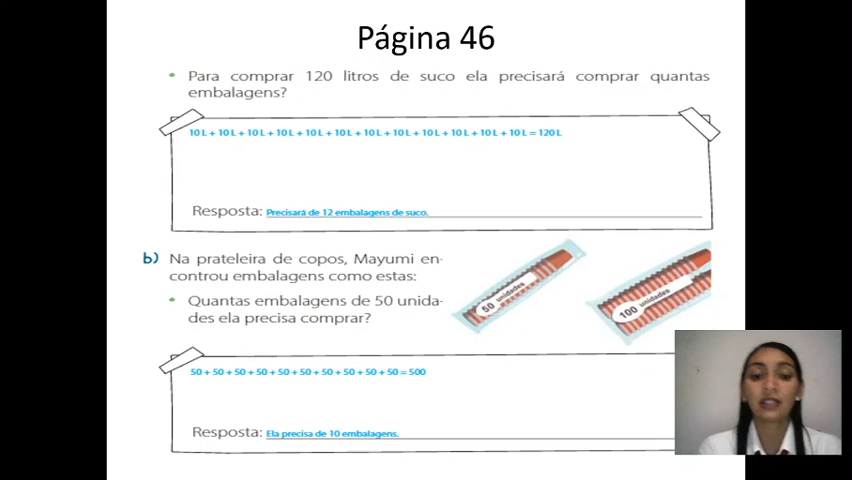 Página 46
• Para comprar 120 litros de suco ela precisará comprar quantas
embalagens?
10 L + 10 L + 10 L + 10 L + 10 L + 10 L + 10 L + 10 L + 10 L + 10 L + 10 L + 10 L = 120 L
Resposta: Precisará de 12 embalagens de suco.
b) Na prateleira de copos, Mayumi en-
controu embalagens como estas:
• Quantas embalagens de 50 unida-
des ela precisa comprar?
50 unidades
100 unidades
50 + 50 + 50 + 50 + 50 + 50 + 50 + 50 + 50 + 50 = 500
Resposta: Ela precisa de 10 embalagens.